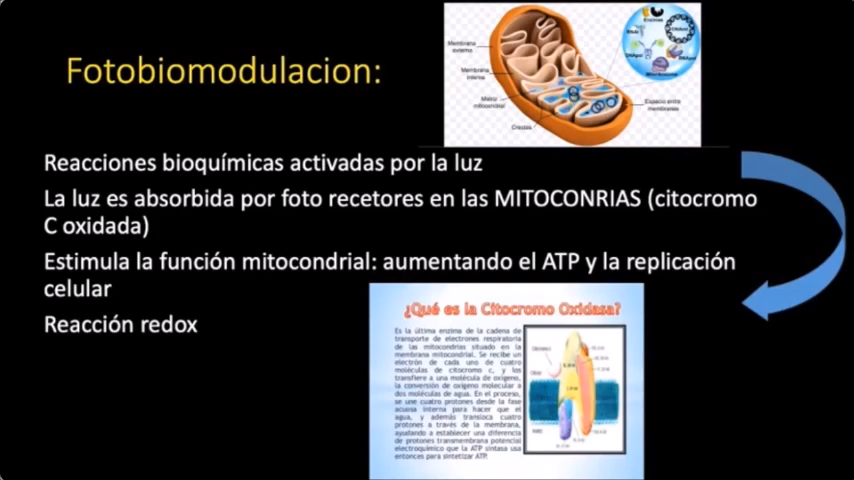 Fotobiomodulacion:
Membrana
externa
Membrana
interna
Matriz
mitocondrial
Crestas
Espacio entre
membranas
Enzimas
Reacciones bioquímicas activadas por la luz
La luz es absorbida por foto recetores en las MITOCONRIAS (citocromo
C oxidada)
Estimula la función mitocondrial: aumentando el ATP y la replicación
celular
Reacción redox
¿Qué es la Citocromo Oxidasa?
Es la última enzima de la cadena de
transporte de electrones respiratoria
de las mitocondrias situado en la
membrana mitocondrial. Se recibe un
electrón de cada uno de cuatro
moléculas de citocromo c, y los
transfiere a una molécula de oxígeno,
la conversión de oxígeno molecular a
dos moléculas de agua. En el proceso,
se une cuatro protones desde la fase
acuosa interna para hacer que el
agua, y además transloca cuatro
protones a través de la membrana,
ayudando a establecer una diferencia
de protones transmembrana potencial
electroquímico que la ATP sintasa usa
entonces para sintetizar ATP.